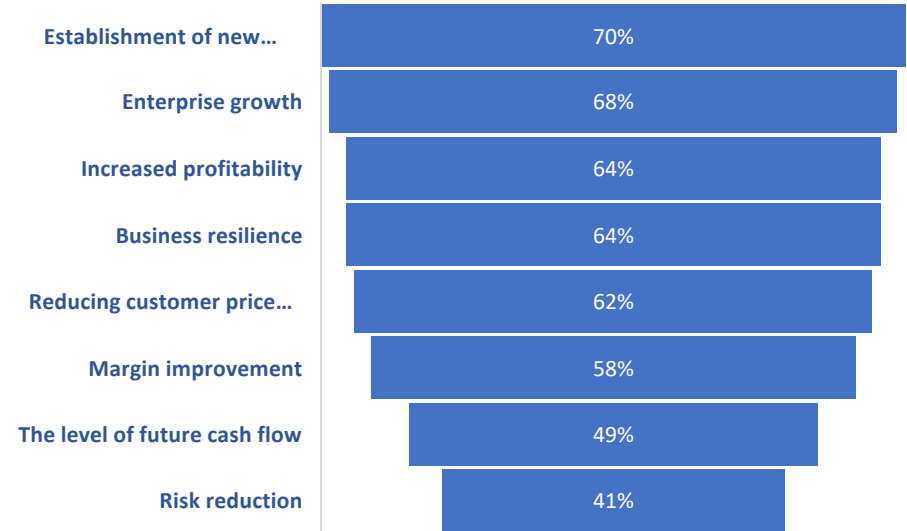 Establishment of new… 70%
Enterprise growth 68%
Increased profitability 64%
Business resilience 64%
Reducing customer price… 62%
Margin improvement 58%
The level of future cash flow 49%
Risk reduction 41%